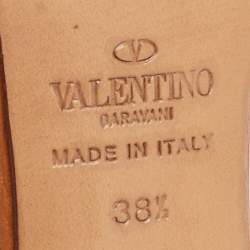 VALENTINO
GARAVANI
MADE IN ITALY
38½